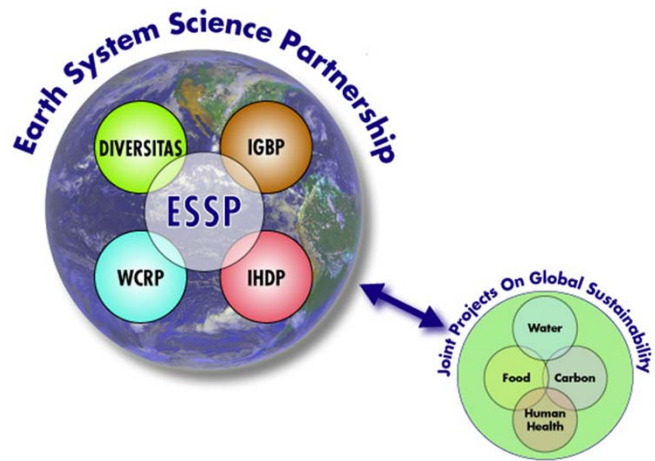 Earth System Science Partnership
DIVERSITAS
IGBP
ESSP
WCRP
IHDP
Joint Projects On Global Sustainability
Water
Food
Carbon
Human
Health